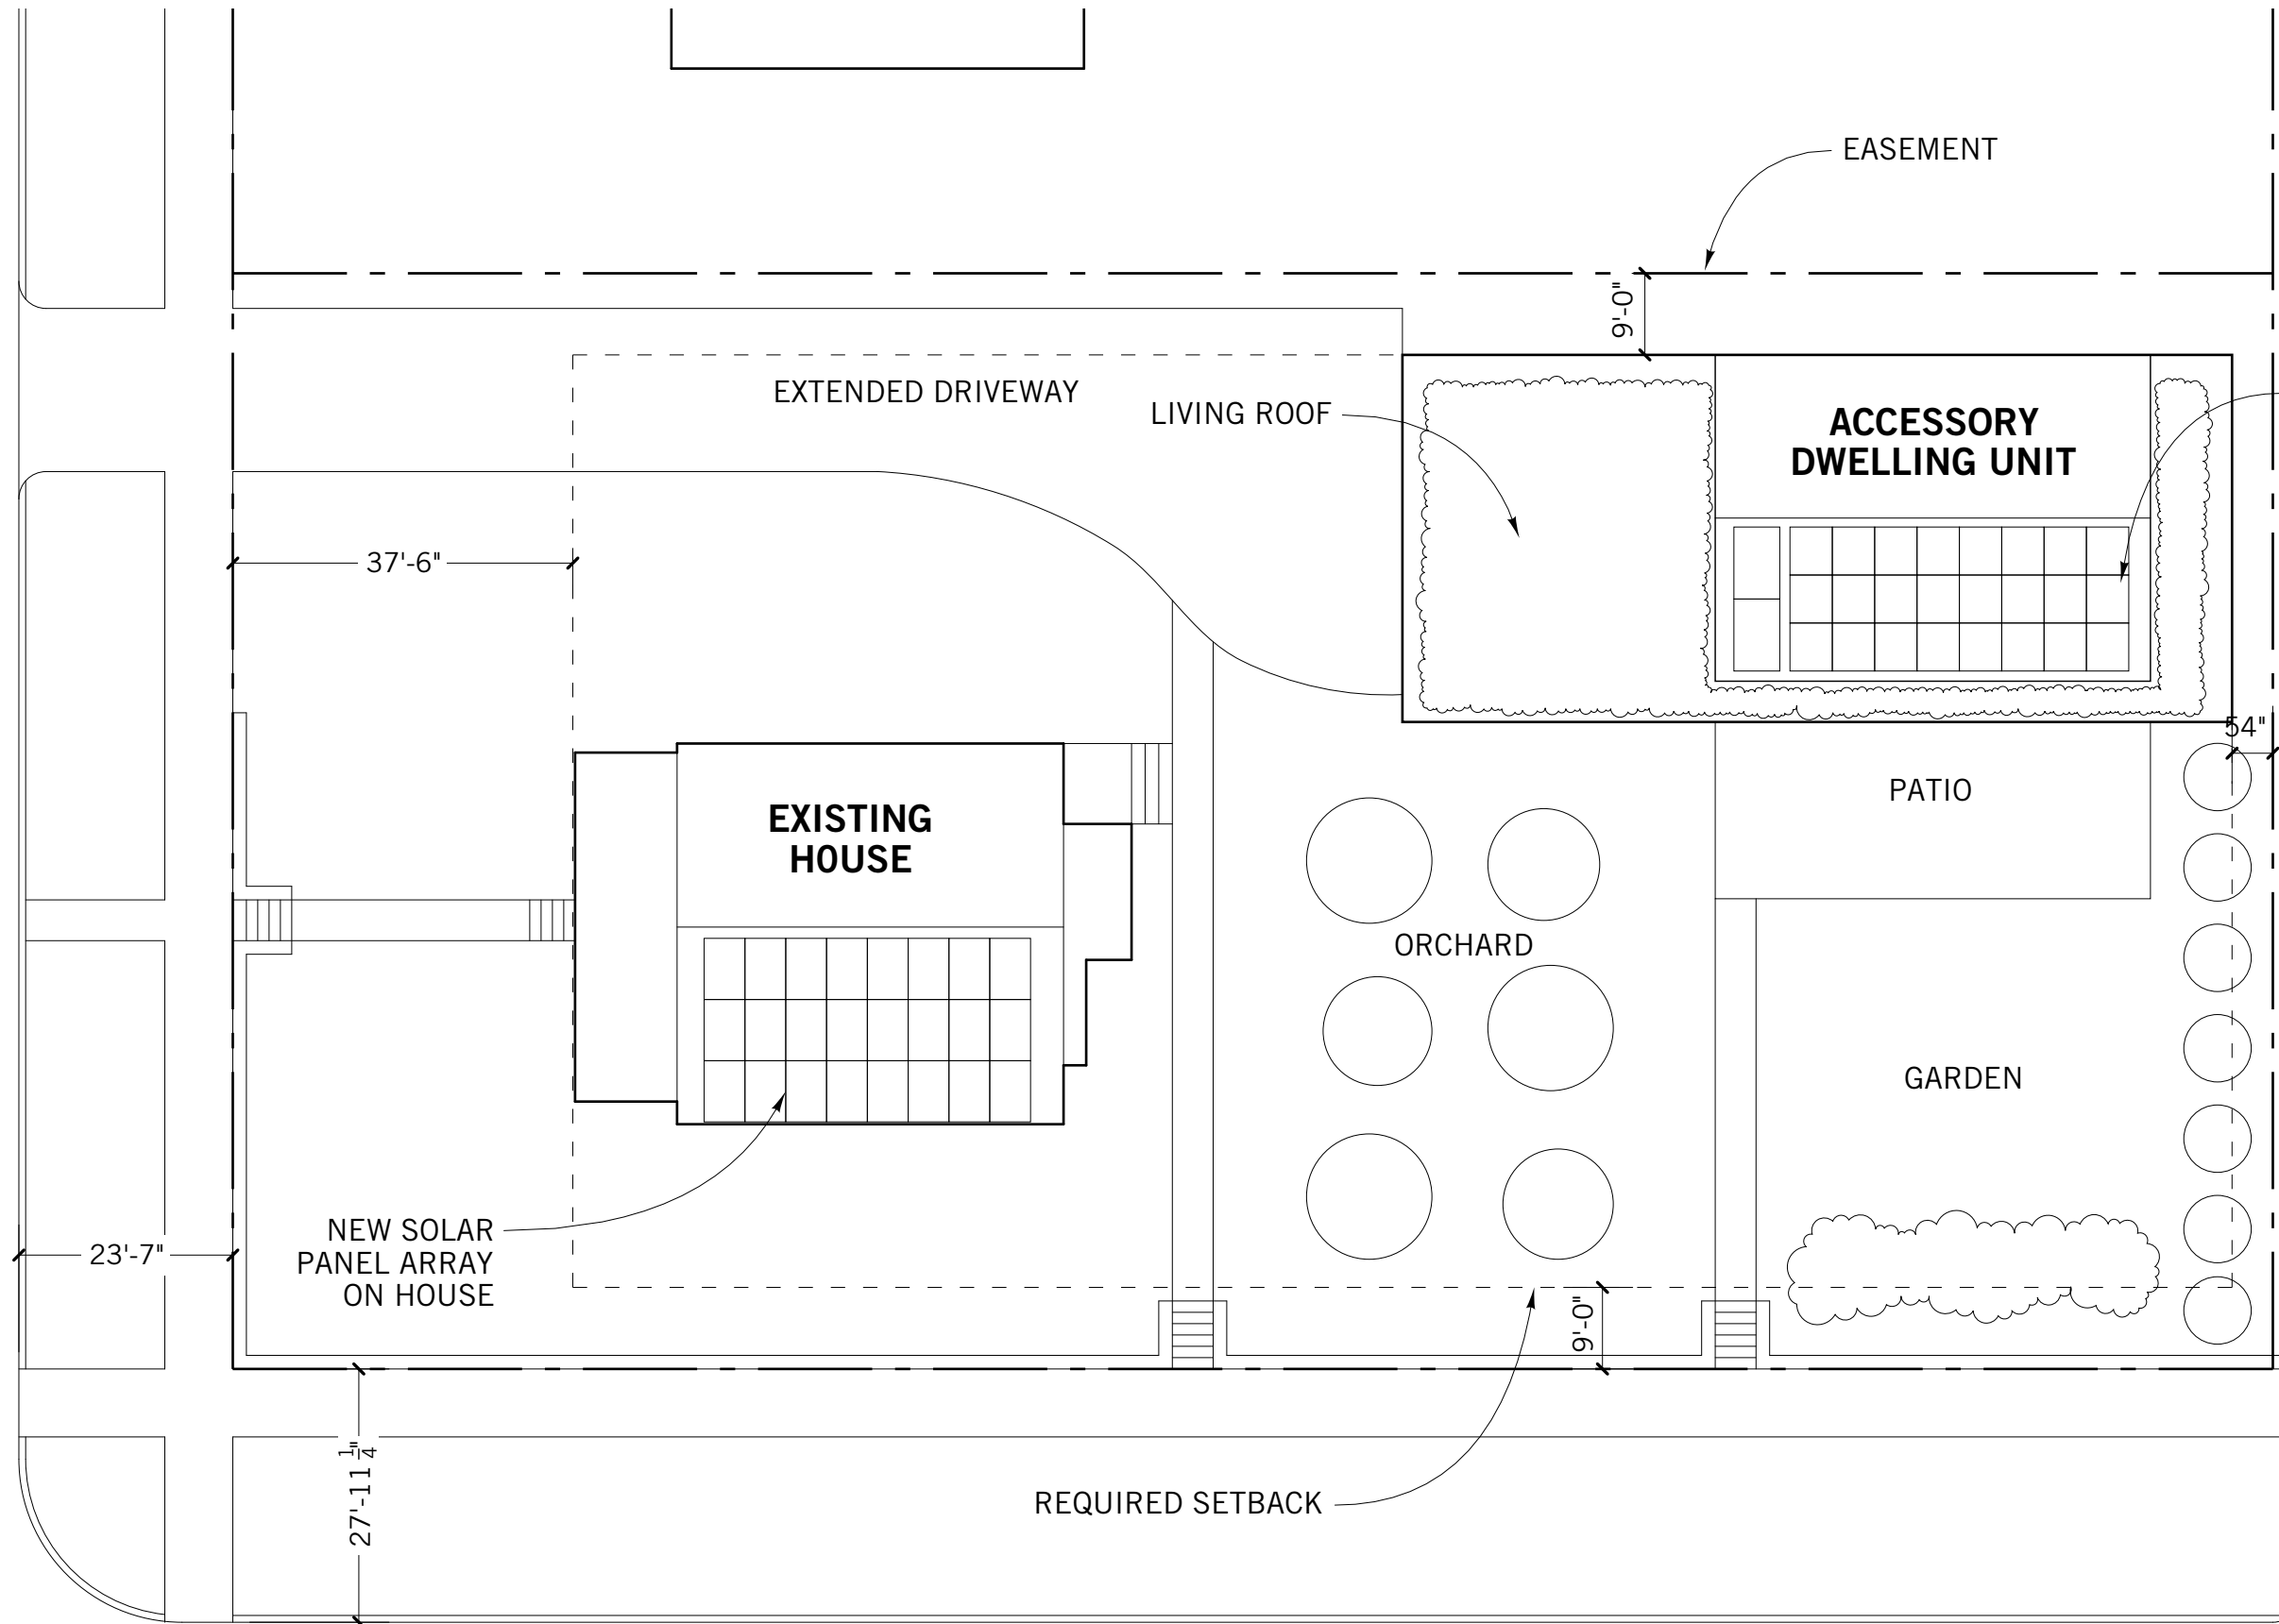 EASEMENT
9'-0"
EXTENDED DRIVEWAY
LIVING ROOF
ACCESSORY
DWELLING UNIT
37'-6"
54"
PATIO
EXISTING
HOUSE
ORCHARD
GARDEN
NEW SOLAR
PANEL ARRAY
ON HOUSE
23'-7"
9'-0"
27'-11 1/4"
REQUIRED SETBACK